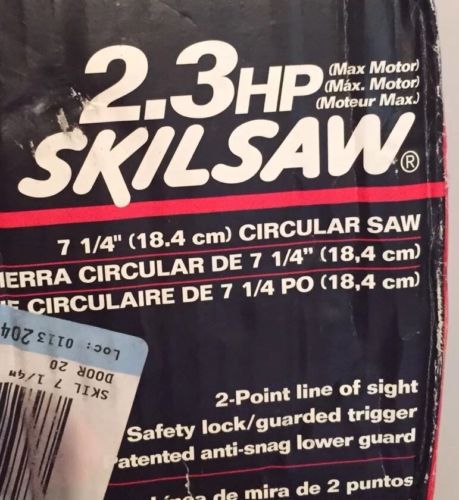 2.3HP (Max Motor)
(Máx. Motor)
(Moteur Max.)
SKILSAW®
7 1/4" (18.4 cm) CIRCULAR SAW
IERRA CIRCULAR DE 7 1/4" (18,4 cm)
IE CIRCULAIRE DE 7 1/4 PO (18,4 cm)
Loc: 0113 204
DOOR 20
SKIL 7 1/4"
2-Point line of sight
Safety lock/guarded trigger
Patented anti-snag lower guard
Línea de mira de 2 puntos